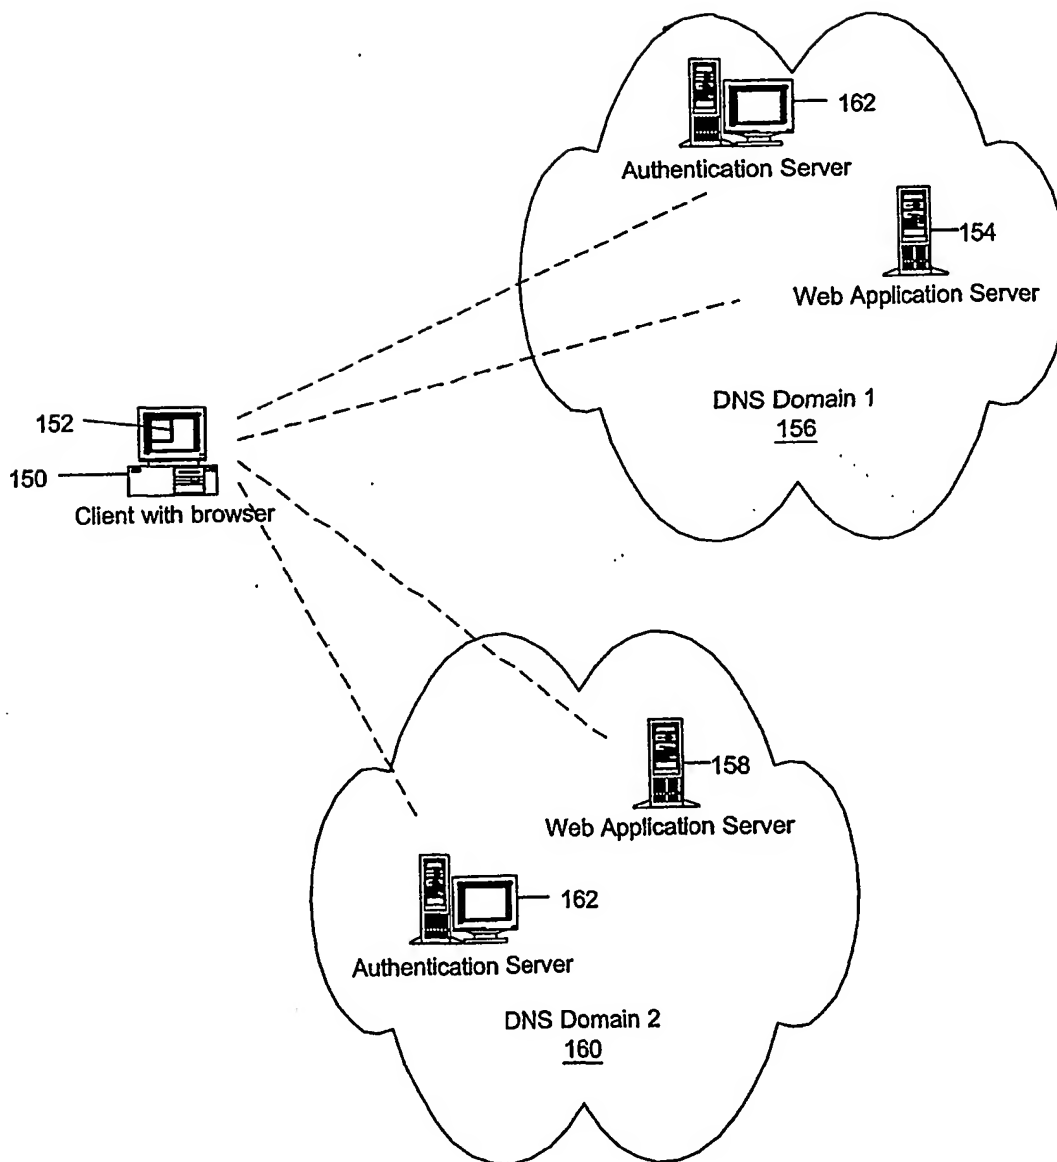 162
Authentication Server
154
Web Application Server
DNS Domain 1
156
152
150
Client with browser
158
Web Application Server
162
Authentication Server
DNS Domain 2
160